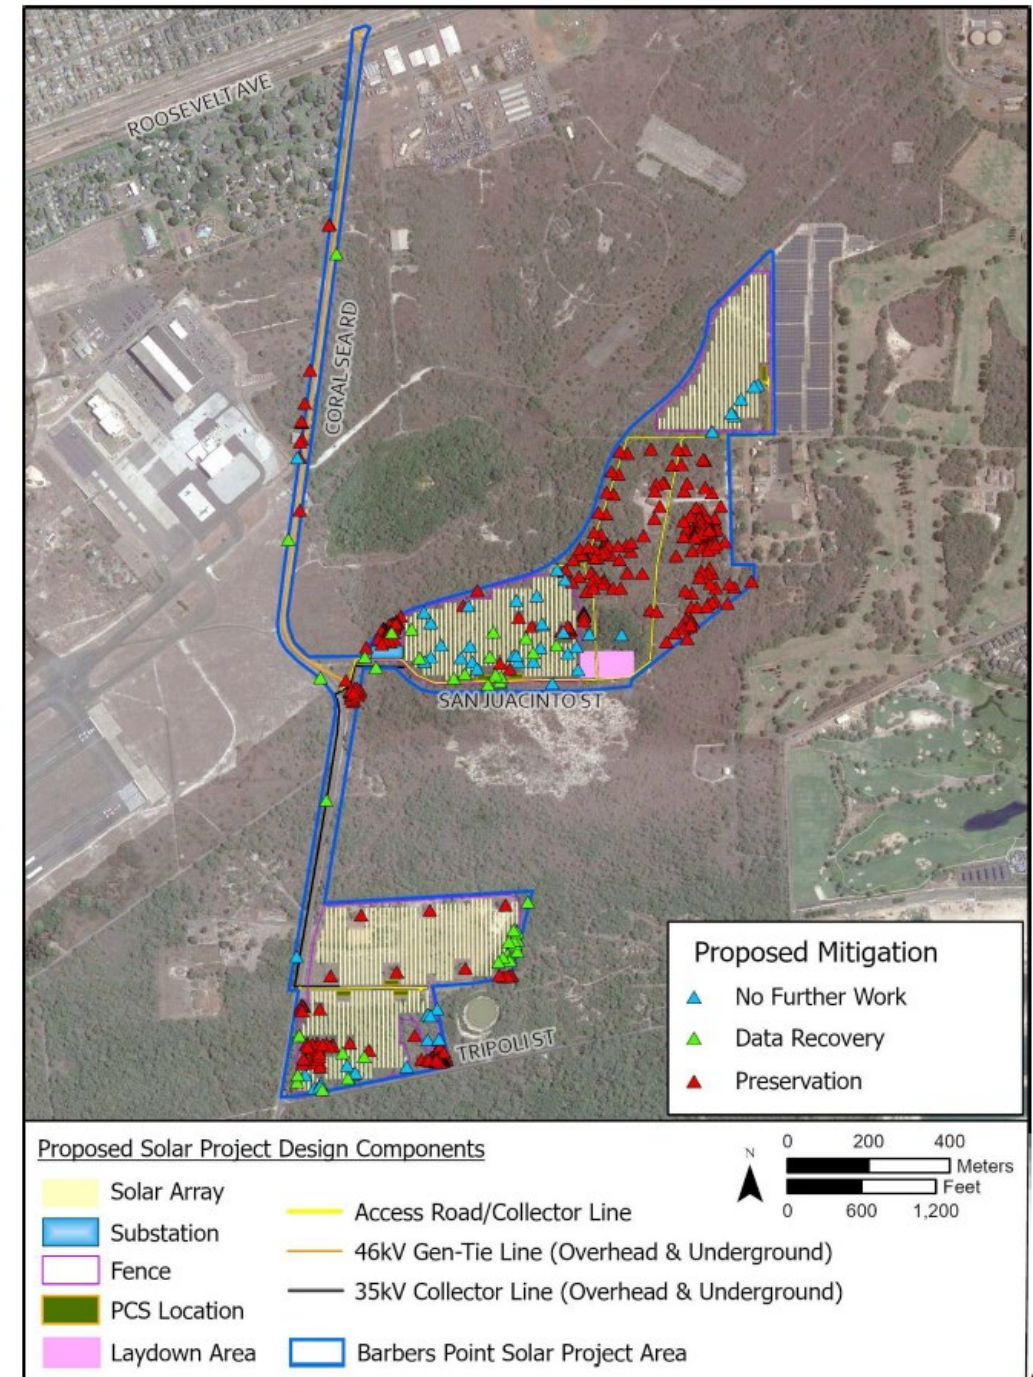 ROOSEVELT AVE
CORAL SEA RD
SAN JUACINTO ST
TRIPOLI ST
Proposed Mitigation
No Further Work
Data Recovery
Preservation
Proposed Solar Project Design Components
Solar Array
Substation
Fence
PCS Location
Laydown Area
Access Road/Collector Line
46kV Gen-Tie Line (Overhead & Underground)
35kV Collector Line (Overhead & Underground)
Barbers Point Solar Project Area
N
0 200 400
Meters
Feet
0 600 1,200